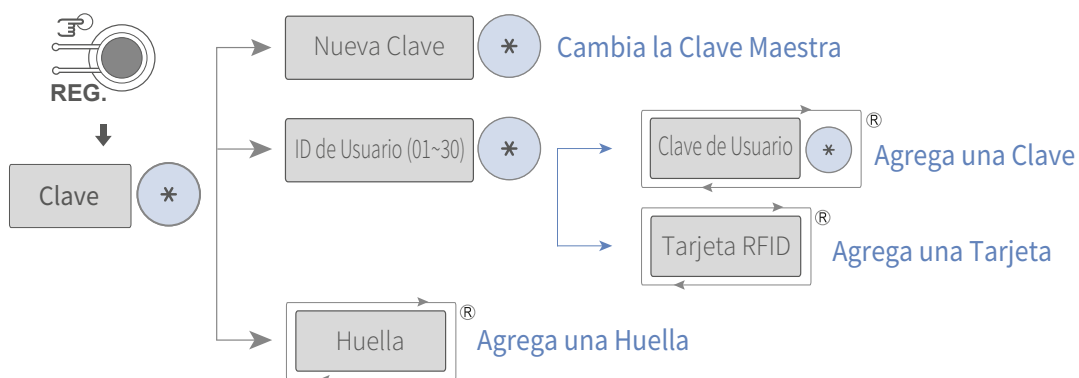 REG.
Clave *
Nueva Clave * Cambia la Clave Maestra
ID de Usuario (01~30) *
Clave de Usuario * ® Agrega una Clave
Tarjeta RFID ® Agrega una Tarjeta
Huella ® Agrega una Huella